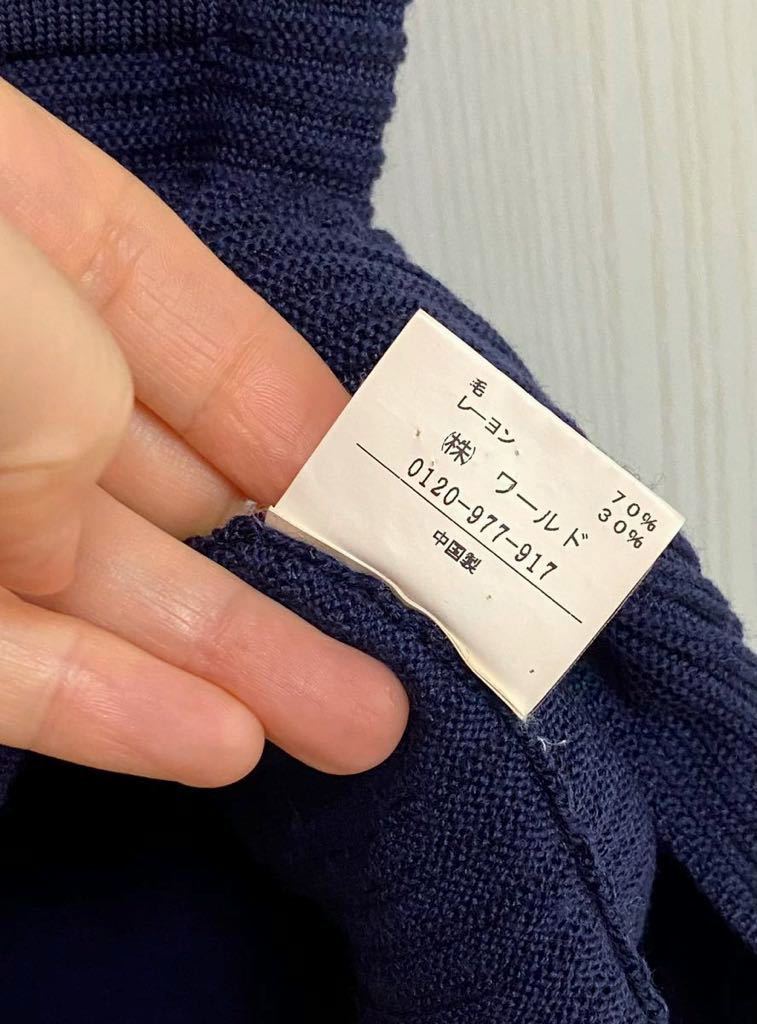 毛 70%
レーヨン 30%
㈱ ワールド
0120-977-917
中国製